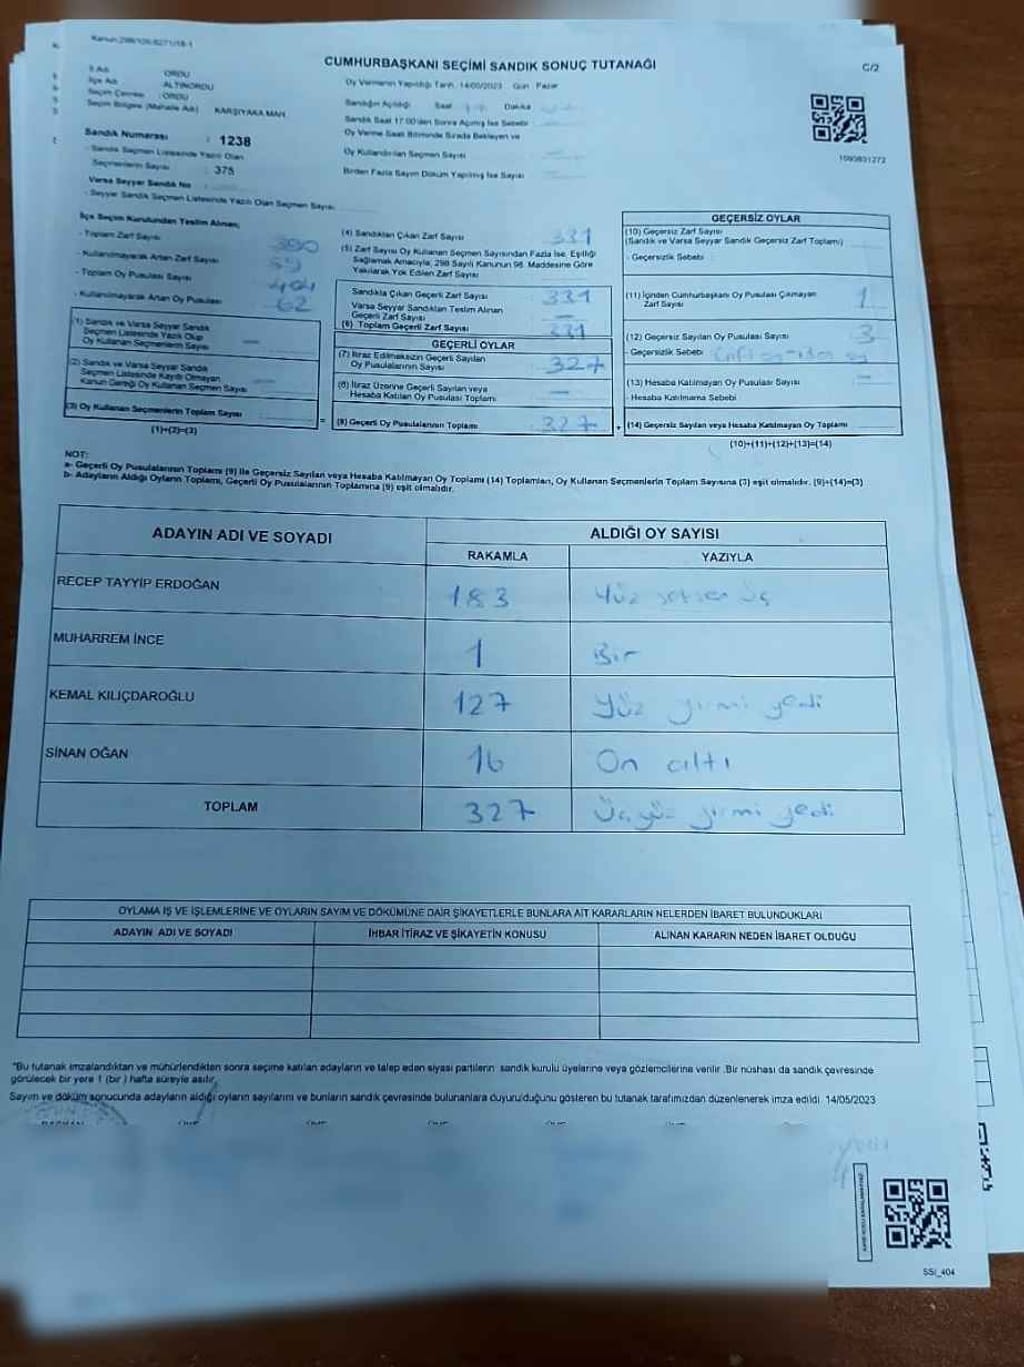 CUMHURBAŞKANI SEÇİMİ SANDIK SONUÇ TUTANAĞI
C/2
İl Adı : ORDU
İlçe Adı : ALTINORDU
Seçim Çevresi : ORDU
Seçim Bölgesi (Mahalle Adı) KARŞIYAKA MAH.
Sandık Numarası : 1238
- Sandık Seçmen Listesinde Yazılı Olan
Seçmenlerin Sayısı : 375
Varsa Seyyar Sandık No
- Seyyar Sandık Seçmen Listesinde Yazılı Olan Seçmen Sayısı
Oy Vermenin Yapıldığı Tarih: 14/05/2023 Gün: Pazar
Sandığın Açıldığı Saat Dakika
Sandık Saat 17:00'den Sonra Açılmış İse Sebebi
Oy Verme Saati Bitiminde Sırada Bekleyen ve
Oy Kullandırılan Seçmen Sayısı
Birden Fazla Sayım Döküm Yapılmış İse Sayısı
1095831272
İlçe Seçim Kurulundan Teslim Alınan;
- Toplam Zarf Sayısı 390
- Kullanılmayarak Artan Zarf Sayısı 59
- Toplam Oy Pusulası Sayısı 404
- Kullanılmayarak Artan Oy Pusulası 62
(1) Sandık ve Varsa Seyyar Sandık
Seçmen Listesinde Yazılı Olup
Oy Kullanan Seçmenlerin Sayısı —
(2) Sandık ve Varsa Seyyar Sandık
Seçmen Listesinde Kaydı Olmayan
Kanun Gereği Oy Kullanan Seçmen Sayısı —
(3) Oy Kullanan Seçmenlerin Toplam Sayısı
(1)+(2)=(3)
(4) Sandıktan Çıkan Zarf Sayısı 331
(5) Zarf Sayısı Oy Kullanan Seçmen Sayısından Fazla İse, Eşitliği
Sağlamak Amacıyla, 298 Sayılı Kanunun 98. Maddesine Göre
Yakılarak Yok Edilen Zarf Sayısı
Sandıkta Çıkan Geçerli Zarf Sayısı 331
Varsa Seyyar Sandıktan Teslim Alınan
Geçerli Zarf Sayısı —
(6) Toplam Geçerli Zarf Sayısı 331
GEÇERLİ OYLAR
(7) İtiraz Edilmeksizin Geçerli Sayılan
Oy Pusulalarının Sayısı 327
(8) İtiraz Üzerine Geçerli Sayılan veya
Hesaba Katılan Oy Pusulası Toplamı —
(9) Geçerli Oy Pusulalarının Toplamı 327
GEÇERSİZ OYLAR
(10) Geçersiz Zarf Sayısı
(Sandık ve Varsa Seyyar Sandık Geçersiz Zarf Toplamı)
- Geçersizlik Sebebi
(11) İçinden Cumhurbaşkanı Oy Pusulası Çıkmayan
Zarf Sayısı 1
(12) Geçersiz Sayılan Oy Pusulası Sayısı 3
- Geçersizlik Sebebi
(13) Hesaba Katılmayan Oy Pusulası Sayısı —
- Hesaba Katılmama Sebebi
(14) Geçersiz Sayılan veya Hesaba Katılmayan Oy Toplamı
(10)+(11)+(12)+(13)=(14)
NOT:
a- Geçerli Oy Pusulalarının Toplamı (9) ile Geçersiz Sayılan veya Hesaba Katılmayan Oy Toplamı (14) Toplamları, Oy Kullanan Seçmenlerin Toplam Sayısına (3) eşit olmalıdır. (9)+(14)=(3)
b- Adayların Aldığı Oyların Toplamı, Geçerli Oy Pusulalarının Toplamına (9) eşit olmalıdır.
ADAYIN ADI VE SOYADI
ALDIĞI OY SAYISI
RAKAMLA YAZIYLA
RECEP TAYYİP ERDOĞAN 183 Yüz seksen üç
MUHARREM İNCE 1 Bir
KEMAL KILIÇDAROĞLU 127 Yüz yirmi yedi
SİNAN OĞAN 16 On altı
TOPLAM 327 Üçyüz yirmi yedi
OYLAMA İŞ VE İŞLEMLERİNE VE OYLARIN SAYIM VE DÖKÜMÜNE DAİR ŞİKAYETLERLE BUNLARA AİT KARARLARIN NELERDEN İBARET BULUNDUKLARI
ADAYIN ADI VE SOYADI İHBAR İTİRAZ VE ŞİKAYETİN KONUSU ALINAN KARARIN NEDEN İBARET OLDUĞU
*Bu tutanak imzalandıktan ve mühürlendikten sonra seçime katılan adayların ve talep eden siyasi partilerin sandık kurulu üyelerine veya gözlemcilerine verilir. Bir nüshası da sandık çevresinde
görülecek bir yere 1 (bir) hafta süreyle asılır.
Sayım ve döküm sonucunda adayların aldığı oyların sayılarını ve bunların sandık çevresinde bulunanlara duyurulduğunu gösteren bu tutanak tarafımızdan düzenlenerek imza edildi. 14/05/2023
SSI_404